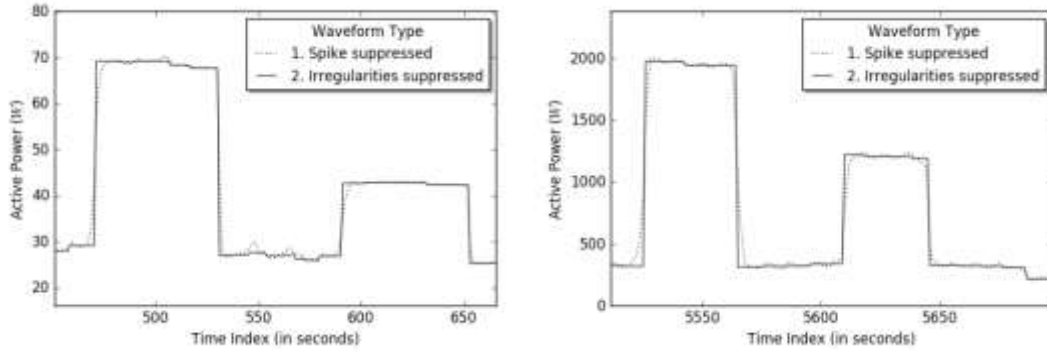 80
70
60
50
40
30
20
Active Power (W)
500 550 600 650
Time Index (in seconds)
Waveform Type
1. Spike suppressed
2. Irregularities suppressed
2000
1500
1000
500
0
Active Power (W)
5550 5600 5650
Time Index (in seconds)
Waveform Type
1. Spike suppressed
2. Irregularities suppressed